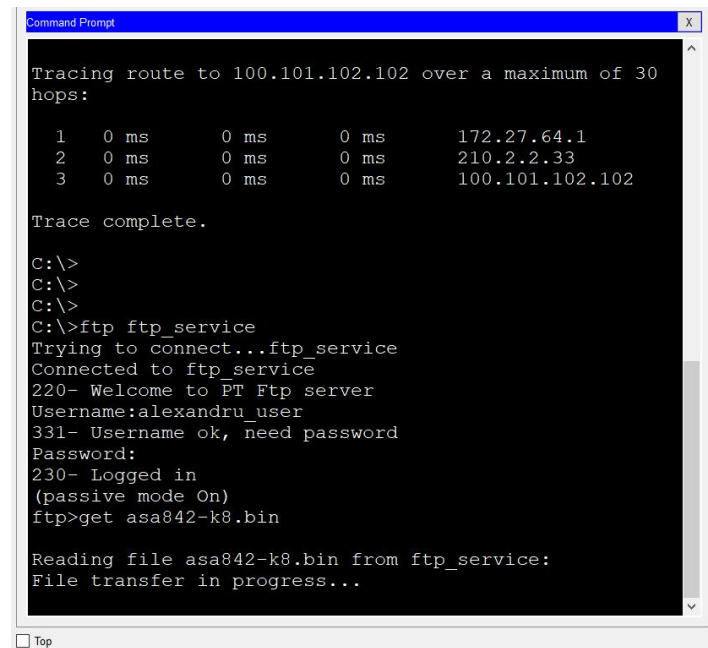 Command Prompt
X
Tracing route to 100.101.102.102 over a maximum of 30
hops:
1 0 ms 0 ms 0 ms 172.27.64.1
2 0 ms 0 ms 0 ms 210.2.2.33
3 0 ms 0 ms 0 ms 100.101.102.102
Trace complete.
C:\>
C:\>
C:\>
C:\>ftp ftp_service
Trying to connect...ftp_service
Connected to ftp_service
220- Welcome to PT Ftp server
Username:alexandru_user
331- Username ok, need password
Password:
230- Logged in
(passive mode On)
ftp>get asa842-k8.bin
Reading file asa842-k8.bin from ftp_service:
File transfer in progress...
Top